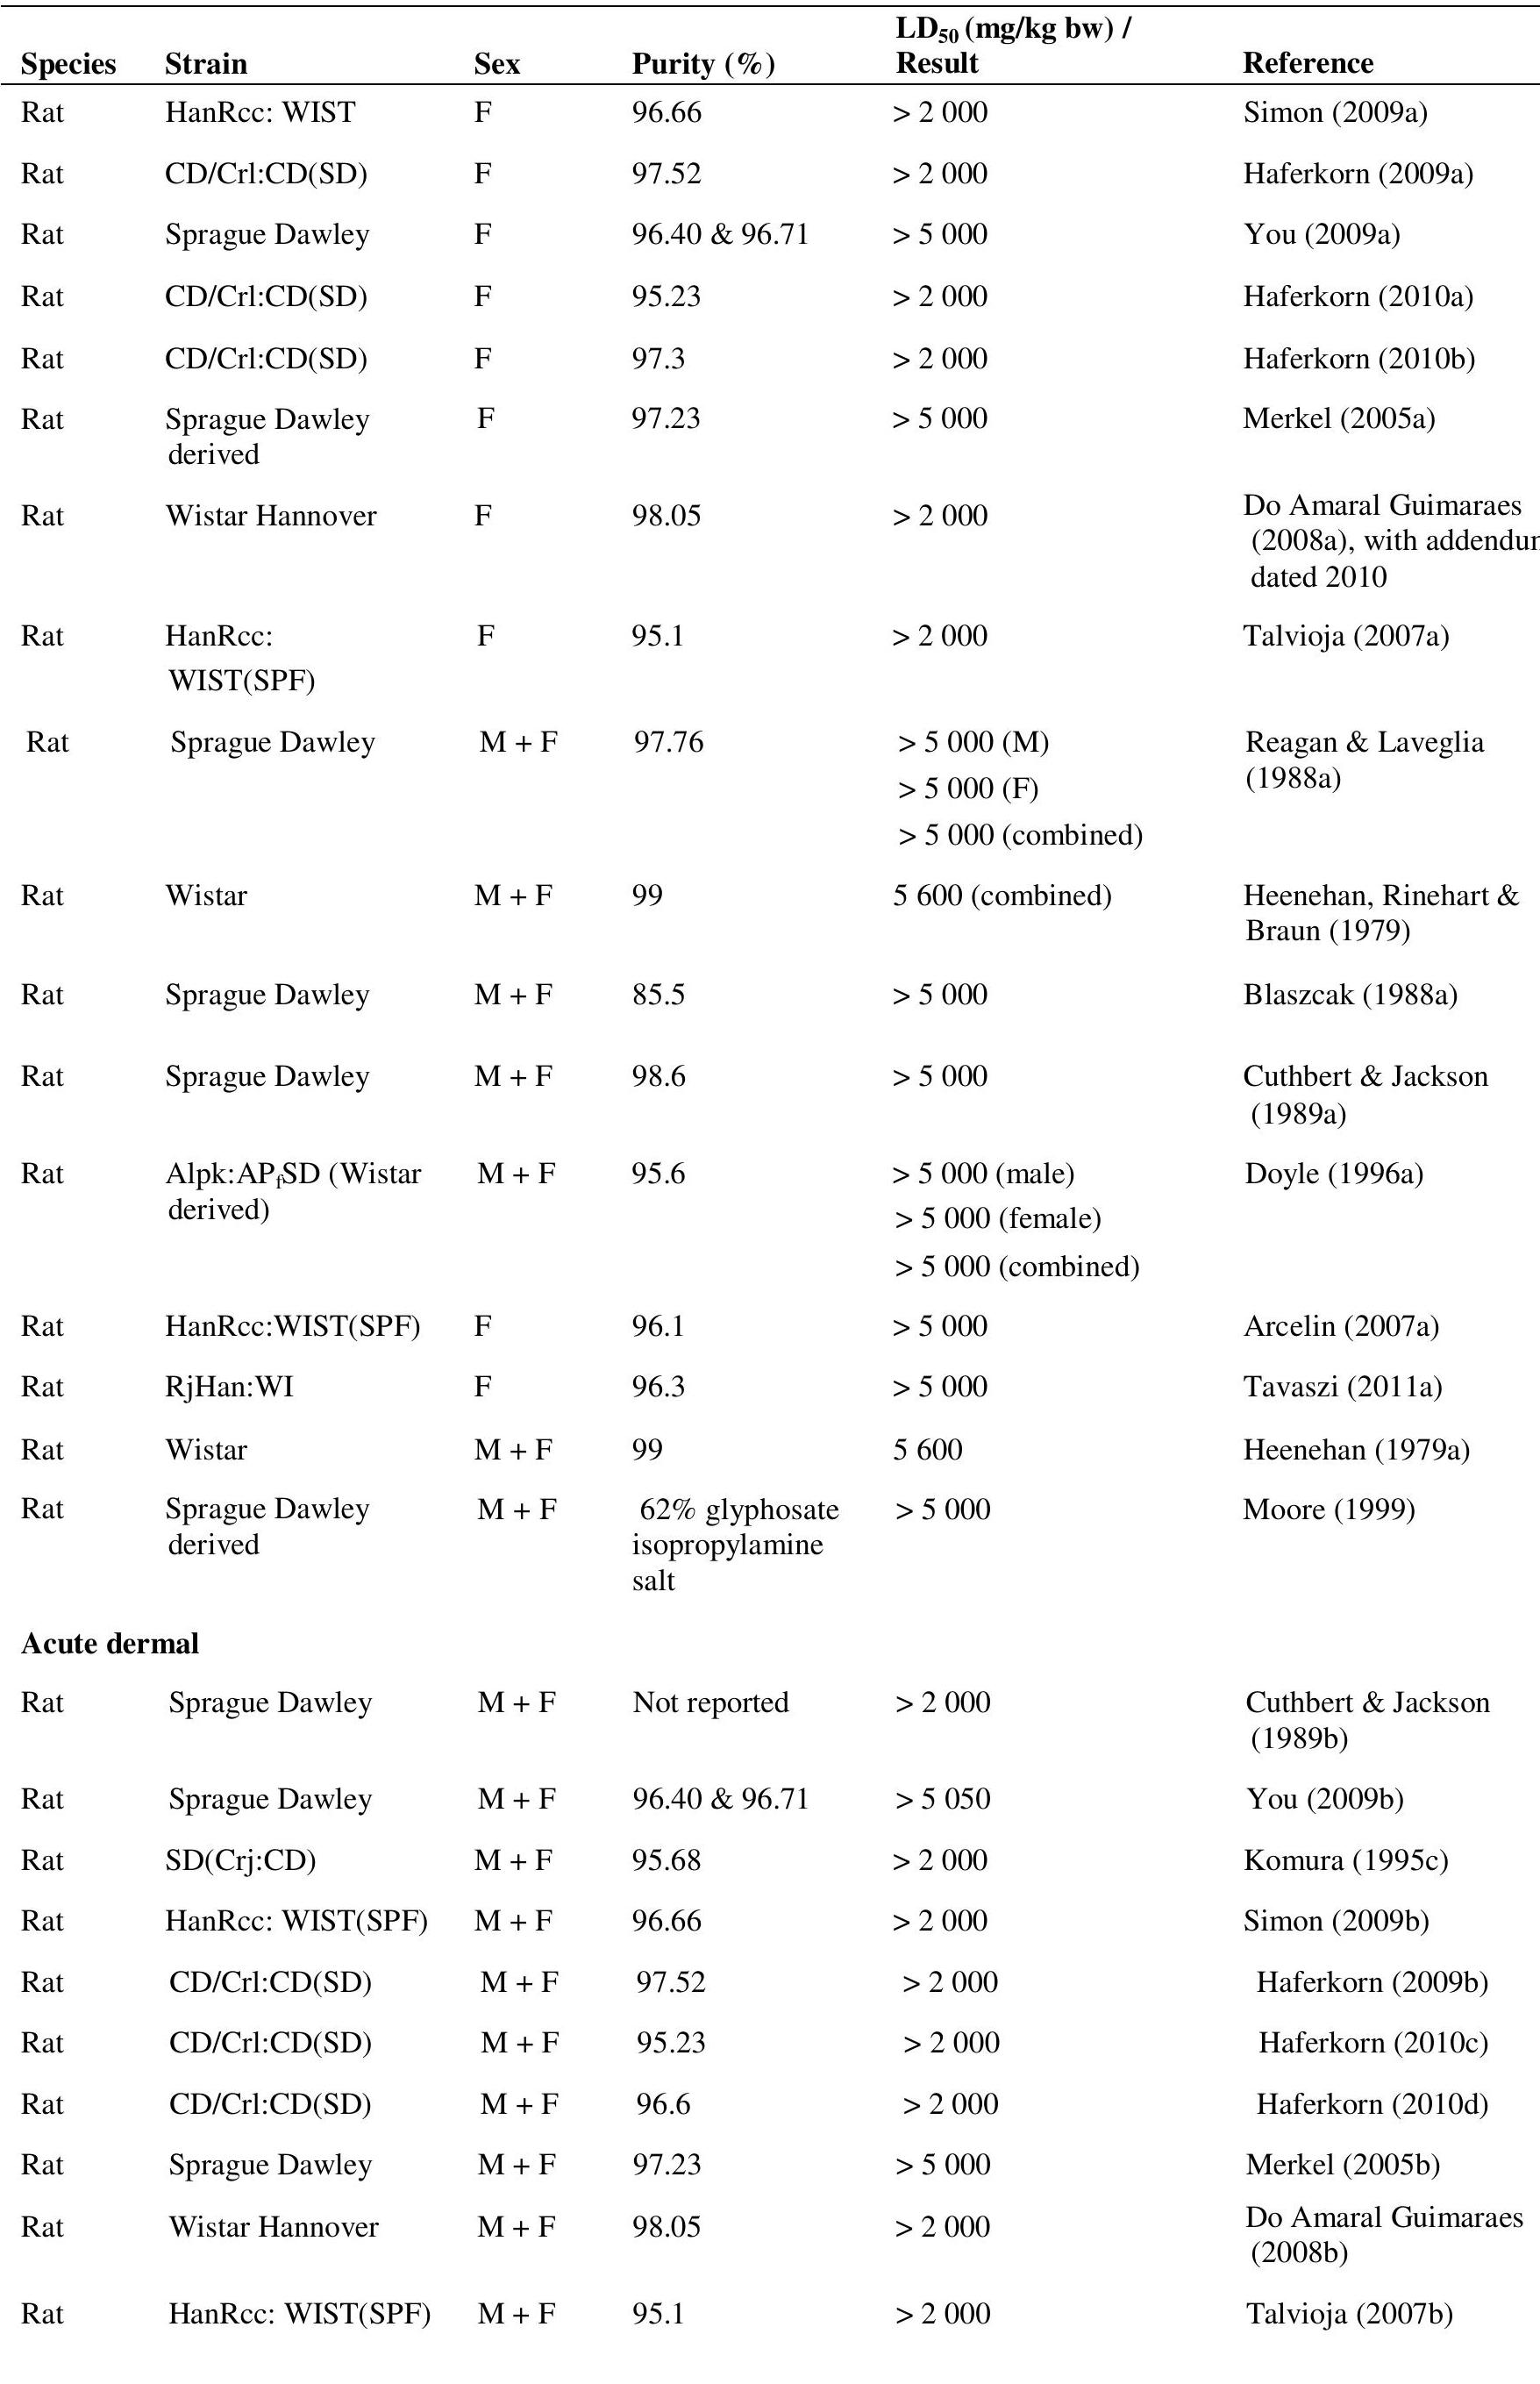 Species Strain Sex Purity (%) LD50 (mg/kg bw) / Result Reference
Rat HanRcc: WIST F 96.66 > 2 000 Simon (2009a)
Rat CD/Crl:CD(SD) F 97.52 > 2 000 Haferkorn (2009a)
Rat Sprague Dawley F 96.40 & 96.71 > 5 000 You (2009a)
Rat CD/Crl:CD(SD) F 95.23 > 2 000 Haferkorn (2010a)
Rat CD/Crl:CD(SD) F 97.3 > 2 000 Haferkorn (2010b)
Rat Sprague Dawley F 97.23 > 5 000 Merkel (2005a)
derived
Rat Wistar Hannover F 98.05 > 2 000 Do Amaral Guimaraes
(2008a), with addendum
dated 2010
Rat HanRcc: F 95.1 > 2 000 Talvioja (2007a)
WIST(SPF)
Rat Sprague Dawley M + F 97.76 > 5 000 (M) Reagan & Laveglia
(1988a)
> 5 000 (F)
> 5 000 (combined)
Rat Wistar M + F 99 5 600 (combined) Heenehan, Rinehart &
Braun (1979)
Rat Sprague Dawley M + F 85.5 > 5 000 Blaszcak (1988a)
Rat Sprague Dawley M + F 98.6 > 5 000 Cuthbert & Jackson
(1989a)
Rat Alpk:APfSD (Wistar M + F 95.6 > 5 000 (male) Doyle (1996a)
derived) > 5 000 (female)
> 5 000 (combined)
Rat HanRcc:WIST(SPF) F 96.1 > 5 000 Arcelin (2007a)
Rat RjHan:WI F 96.3 > 5 000 Tavaszi (2011a)
Rat Wistar M + F 99 5 600 Heenehan (1979a)
Rat Sprague Dawley M + F 62% glyphosate > 5 000 Moore (1999)
derived isopropylamine
salt
Acute dermal
Rat Sprague Dawley M + F Not reported > 2 000 Cuthbert & Jackson
(1989b)
Rat Sprague Dawley M + F 96.40 & 96.71 > 5 050 You (2009b)
Rat SD(Crj:CD) M + F 95.68 > 2 000 Komura (1995c)
Rat HanRcc: WIST(SPF) M + F 96.66 > 2 000 Simon (2009b)
Rat CD/Crl:CD(SD) M + F 97.52 > 2 000 Haferkorn (2009b)
Rat CD/Crl:CD(SD) M + F 95.23 > 2 000 Haferkorn (2010c)
Rat CD/Crl:CD(SD) M + F 96.6 > 2 000 Haferkorn (2010d)
Rat Sprague Dawley M + F 97.23 > 5 000 Merkel (2005b)
Rat Wistar Hannover M + F 98.05 > 2 000 Do Amaral Guimaraes
(2008b)
Rat HanRcc: WIST(SPF) M + F 95.1 > 2 000 Talvioja (2007b)